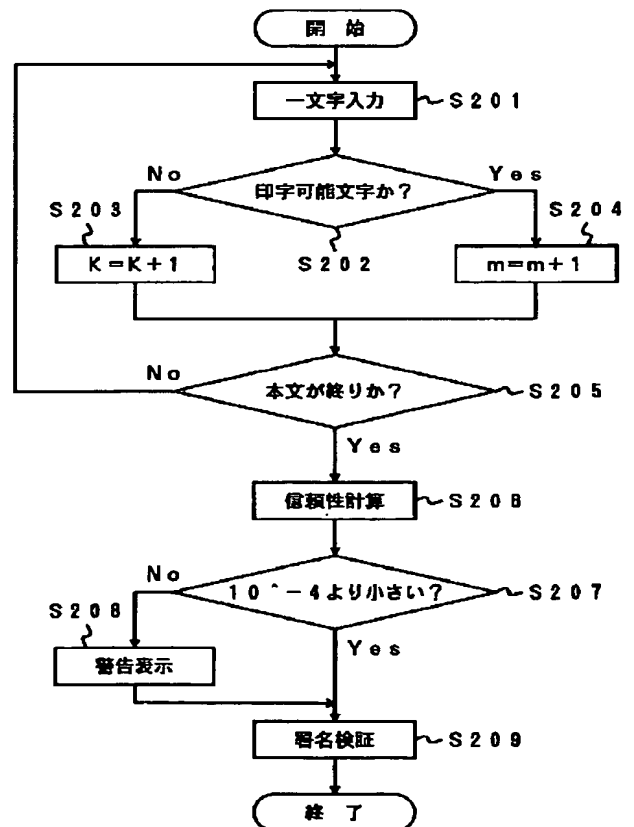 開 始
一文字入力
S201
No
印字可能文字か?
Yes
S203
S202
S204
K=K+1
m=m+1
No
本文が終りか?
S205
Yes
信頼性計算
S206
No
10^-4より小さい?
S207
S208
Yes
警告表示
署名検証
S209
終 了